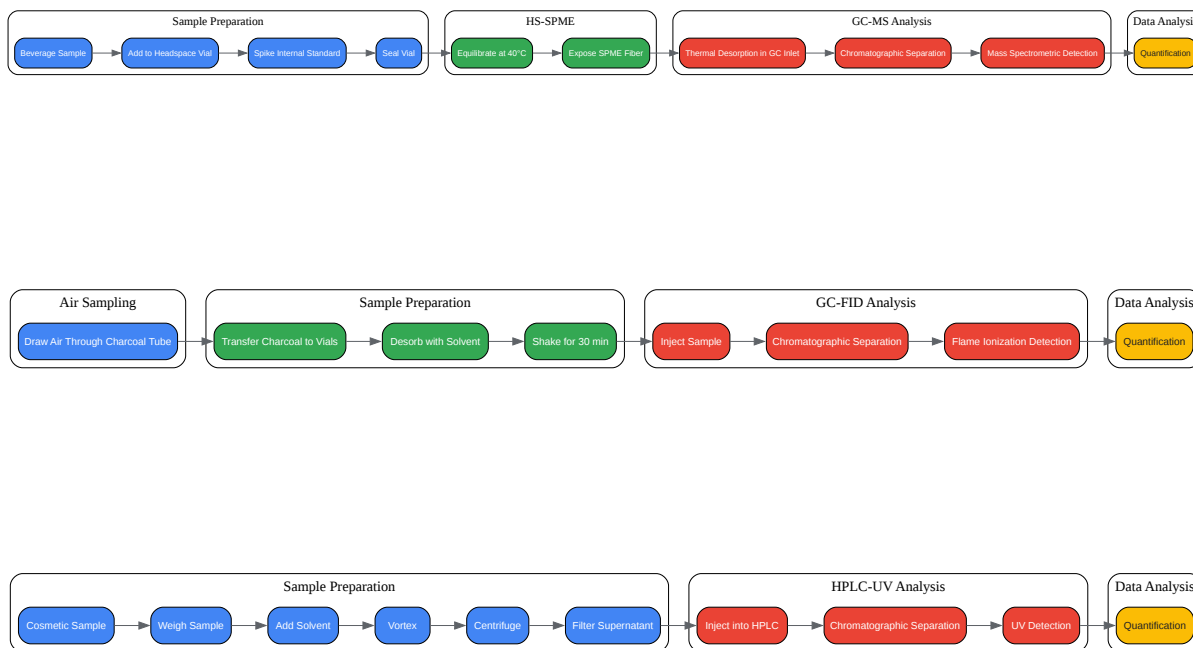 Sample Preparation
HS-SPME
GC-MS Analysis
Data Analysis
Beverage Sample
Add to Headspace Vial
Spike Internal Standard
Seal Vial
Equilibrate at 40°C
Expose SPME Fiber
Thermal Desorption in GC Inlet
Chromatographic Separation
Mass Spectrometric Detection
Quantification
Air Sampling
Sample Preparation
GC-FID Analysis
Data Analysis
Draw Air Through Charcoal Tube
Transfer Charcoal to Vials
Desorb with Solvent
Shake for 30 min
Inject Sample
Chromatographic Separation
Flame Ionization Detection
Quantification
Sample Preparation
HPLC-UV Analysis
Data Analysis
Cosmetic Sample
Weigh Sample
Add Solvent
Vortex
Centrifuge
Filter Supernatant
Inject into HPLC
Chromatographic Separation
UV Detection
Quantification